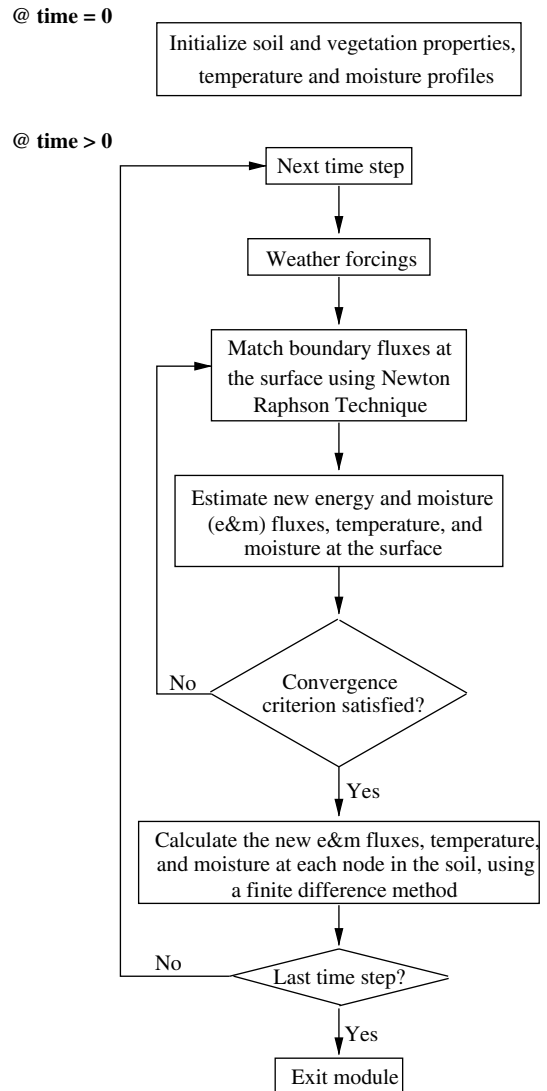 @ time = 0
Initialize soil and vegetation properties,
temperature and moisture profiles
@ time > 0
Next time step
Weather forcings
Match boundary fluxes at
the surface using Newton
Raphson Technique
Estimate new energy and moisture
(e&m) fluxes, temperature, and
moisture at the surface
No
Convergence
criterion satisfied?
Yes
Calculate the new e&m fluxes, temperature,
and moisture at each node in the soil, using
a finite difference method
No
Last time step?
Yes
Exit module